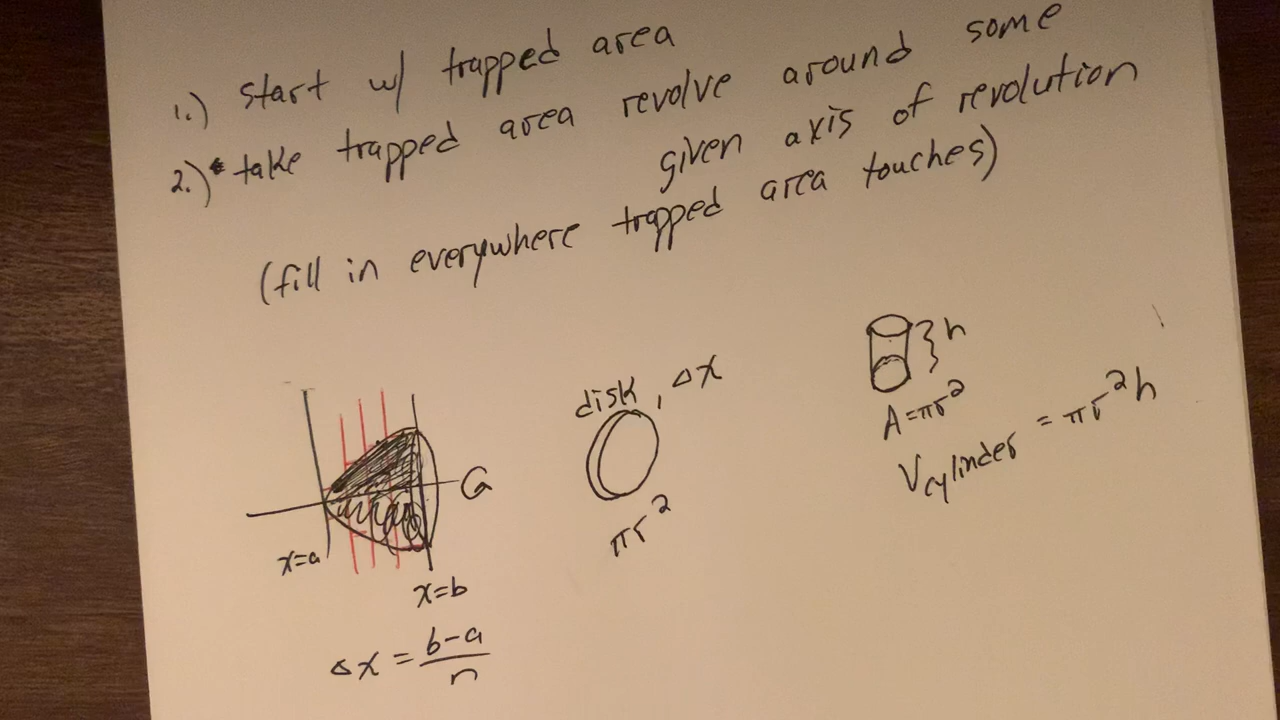 1.) Start w/ trapped area
2.) * take trapped area revolve around some
given axis of revolution
(fill in everywhere trapped area touches)
disk, Δx
πr²
h
A=πr²
Vcylinder = πr²h
x=a
x=b
Δx = b-a/n